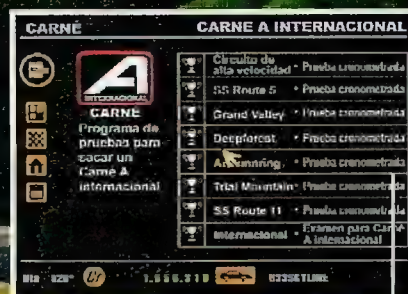 CARNÉ
CARNE A INTERNACIONAL
A
INTERNACIONAL
CARNE
Programa de
pruebas para
sacar un
Carné A
internacional
Circuito de
alta velocidad • Prueba cronometrada
SS Route 5 • Prueba cronometrada
Grand Valley • Prueba cronometrada
Deepforest • Prueba cronometrada
• Prueba cronometrada
Trial Mountain • Prueba cronometrada
SS Route 11 • Prueba cronometrada
Internacional • Examen para Carné
A internacional